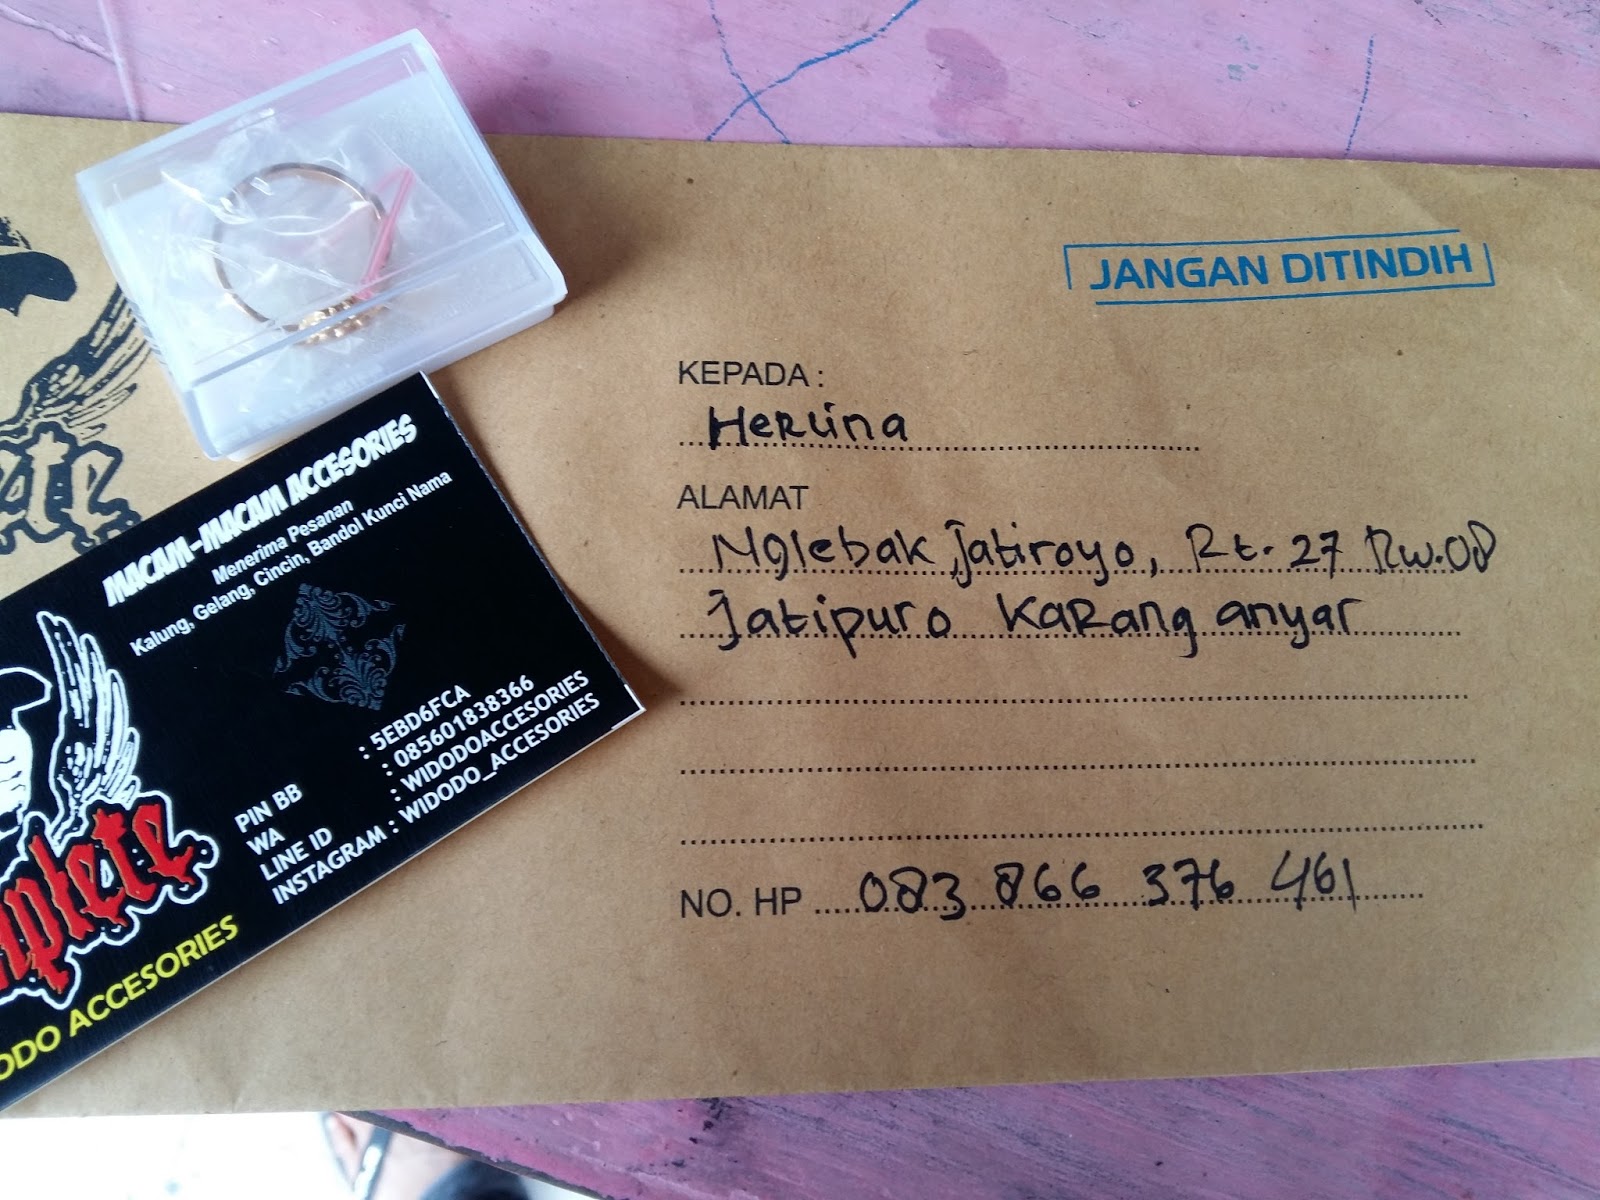 JANGAN DITINDIH
KEPADA :
Herlina
ALAMAT
Nglebak, Jatiroyo, Rt. 27 Rw. 08
Jatipuro Karang anyar
NO. HP 083 866 376 461
MACAM-MACAM ACCESORIES
Menerima Pesanan
Kalung, Gelang, Cincin, Bandol Kunci Nama
PIN BB : 5EBD6FCA
WA : 085601838366
LINE ID : WIDODOACCESORIES
INSTAGRAM : WIDODO_ACCESORIES
ACCESORIES